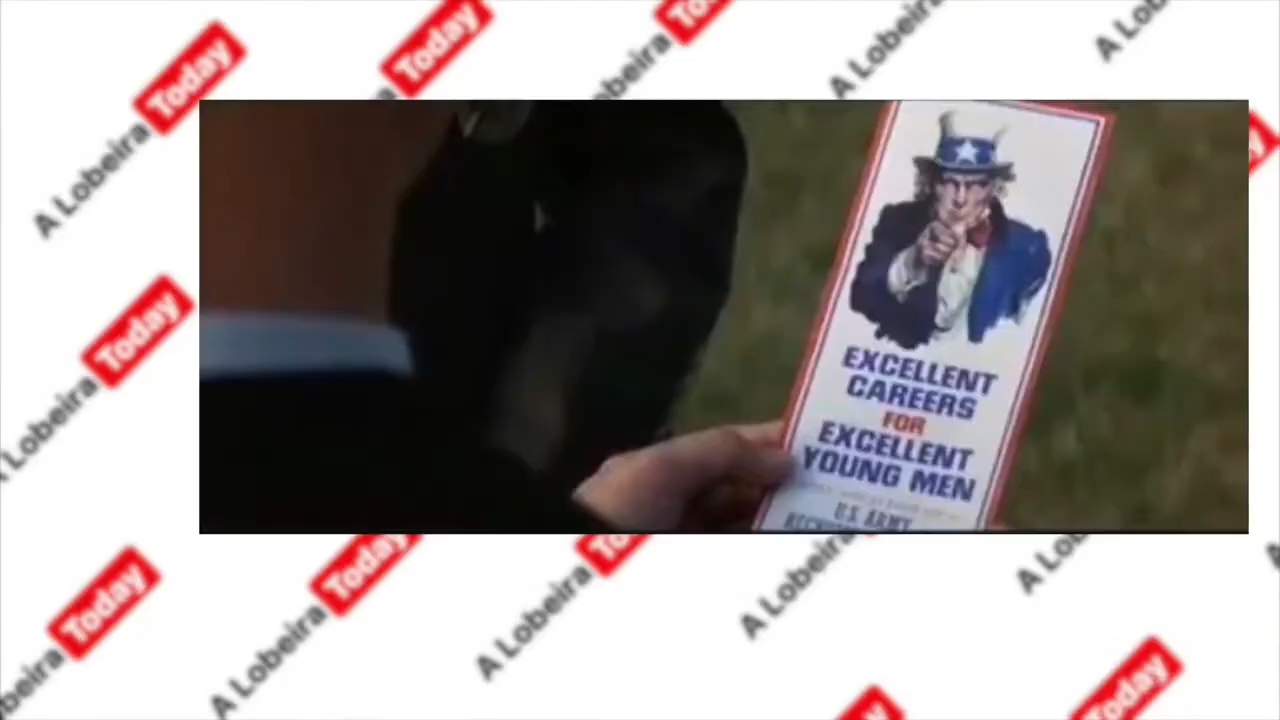 A Lobeira Today
EXCELLENT
CAREERS
FOR
EXCELLENT
YOUNG MEN
U.S. ARMY